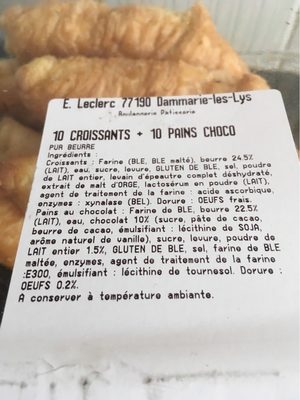 E. Leclerc 77190 Dammarie-les-Lys
Boulannerie Patisserie
10 CROISSANTS + 10 PAINS CHOCO
PUR BEURRE
Ingrédients :
Croissants : Farine (BLE, BLE malté), beurre 24.5%
(LAIT), eau, sucre, levure, GLUTEN DE BLE, sel, poudre
de LAIT entier, levain d'épeautre complet déshydraté,
extrait de malt d'ORGE, lactosérum en poudre (LAIT),
agent de traitement de la farine : acide ascorbique,
enzymes : xynalase (BEL). Dorure : OEUFS frais.
Pains au chocolat : Farine de BLE, beurre 22.5%
(LAIT), eau, chocolat 10% (sucre, pâte de cacao,
beurre de cacao, émulsifiant : lécithine de SOJA,
arôme naturel de vanille), sucre, levure, poudre de
LAIT entier 1.5%, GLUTEN DE BLE, sel, farine de BLE
maltée, enzymes, agent de traitement de la farine
:E300, émulsifiant : lécithine de tournesol. Dorure :
OEUFS 0.2%.
A conserver à température ambiante.